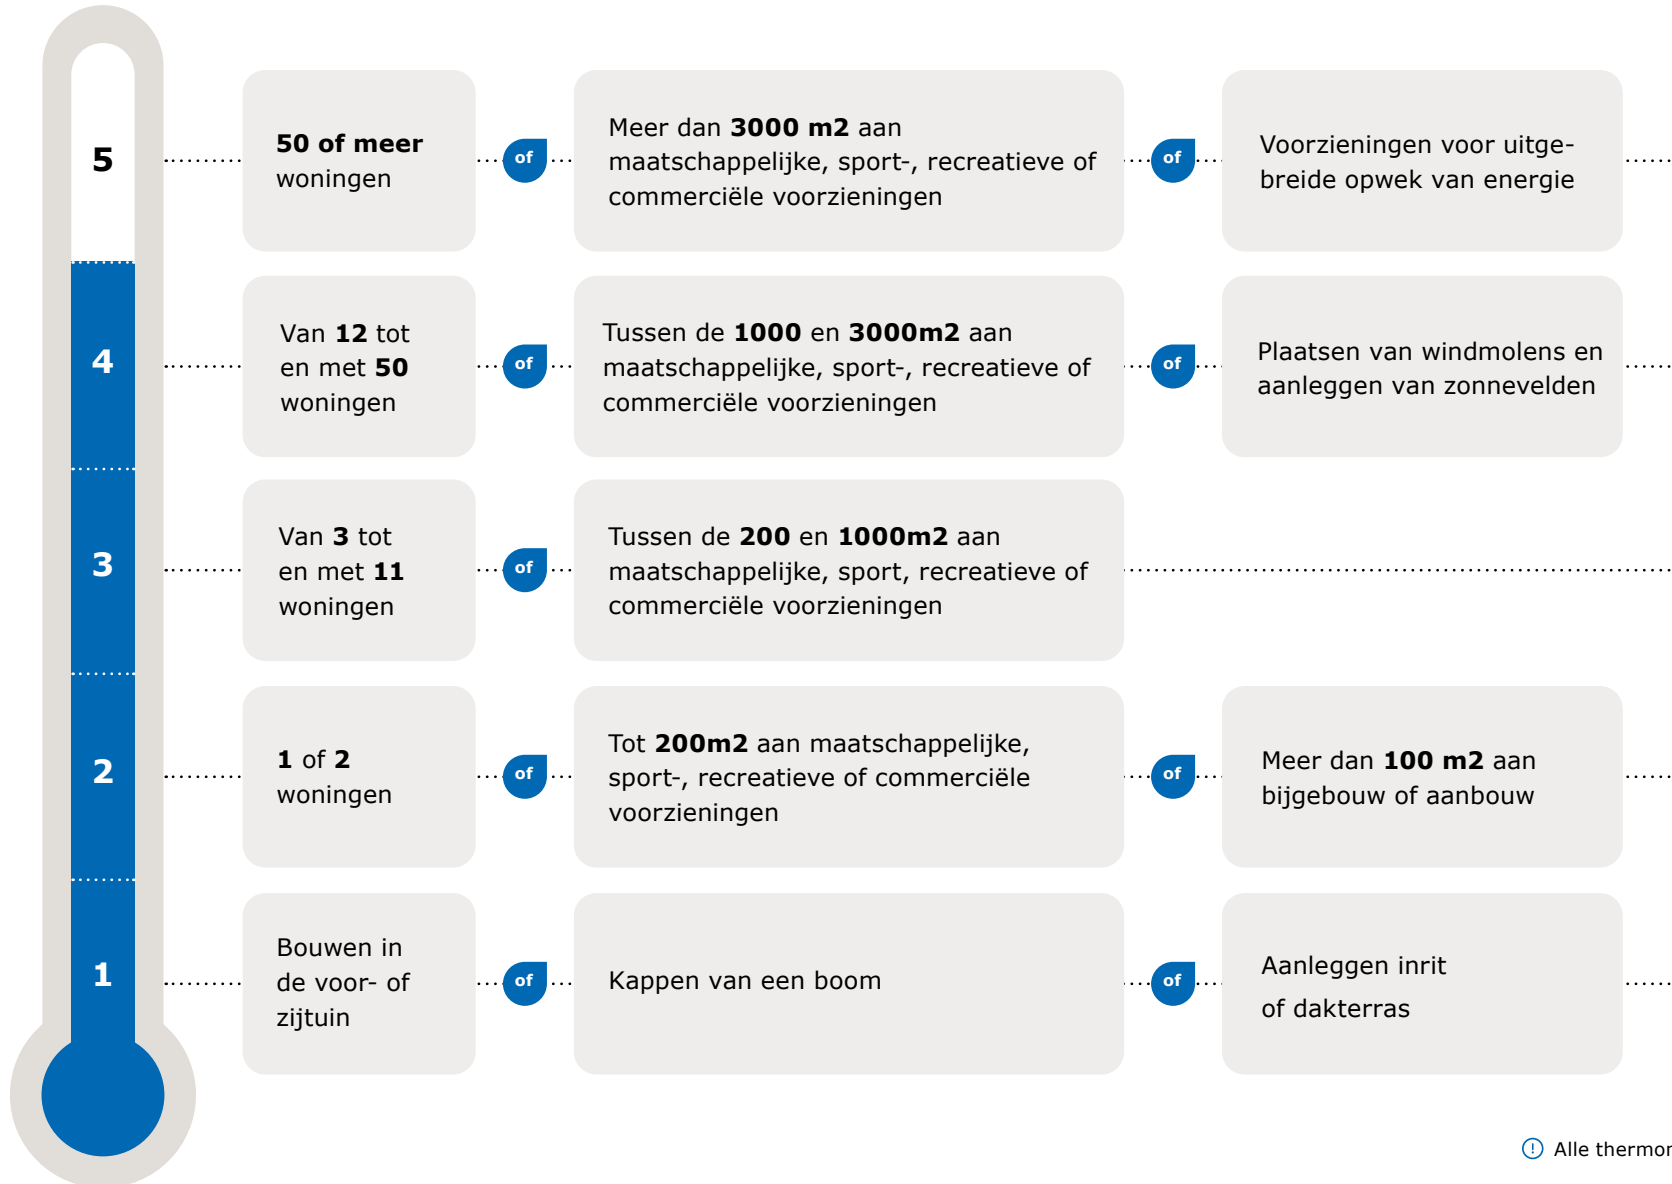 5
50 of meer
woningen
of
Meer dan 3000 m2 aan
maatschappelijke, sport-, recreatieve of
commerciële voorzieningen
of
Voorzieningen voor uitge-
breide opwek van energie
4
Van 12 tot
en met 50
woningen
of
Tussen de 1000 en 3000m2 aan
maatschappelijke, sport-, recreatieve of
commerciële voorzieningen
of
Plaatsen van windmolens en
aanleggen van zonnevelden
3
Van 3 tot
en met 11
woningen
of
Tussen de 200 en 1000m2 aan
maatschappelijke, sport, recreatieve of
commerciële voorzieningen
2
1 of 2
woningen
of
Tot 200m2 aan maatschappelijke,
sport-, recreatieve of commerciële
voorzieningen
of
Meer dan 100 m2 aan
bijgebouw of aanbouw
1
Bouwen in
de voor- of
zijtuin
of
Kappen van een boom
of
Aanleggen inrit
of dakterras
Alle